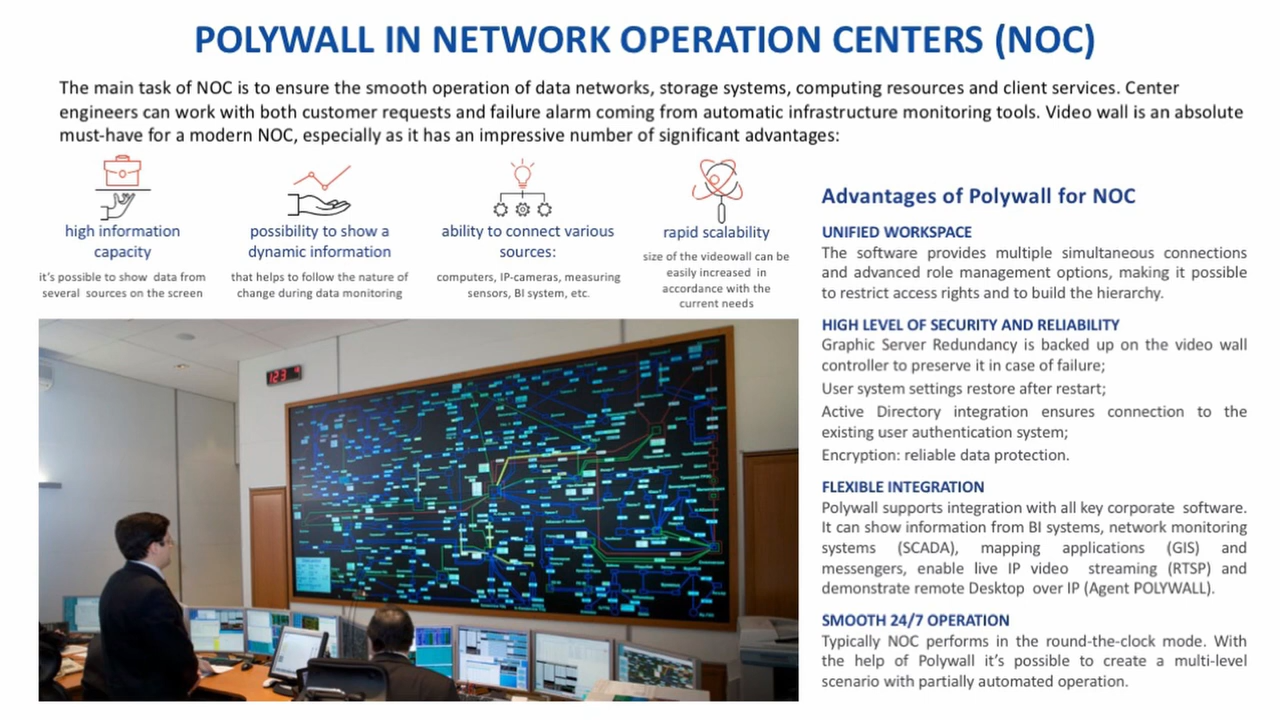 POLYWALL IN NETWORK OPERATION CENTERS (NOC)
The main task of NOC is to ensure the smooth operation of data networks, storage systems, computing resources and client services. Center
engineers can work with both customer requests and failure alarm coming from automatic infrastructure monitoring tools. Video wall is an absolute
must-have for a modern NOC, especially as it has an impressive number of significant advantages:
high information
capacity
it's possible to show data from
several sources on the screen
possibility to show a
dynamic information
that helps to follow the nature of
change during data monitoring
ability to connect various
sources:
computers, IP-cameras, measuring
sensors, BI system, etc.
rapid scalability
size of the videowall can be
easily increased in
accordance with the
current needs
Advantages of Polywall for NOC
UNIFIED WORKSPACE
The software provides multiple simultaneous connections
and advanced role management options, making it possible
to restrict access rights and to build the hierarchy.
HIGH LEVEL OF SECURITY AND RELIABILITY
Graphic Server Redundancy is backed up on the video wall
controller to preserve it in case of failure;
User system settings restore after restart;
Active Directory integration ensures connection to the
existing user authentication system;
Encryption: reliable data protection.
FLEXIBLE INTEGRATION
Polywall supports integration with all key corporate software.
It can show information from BI systems, network monitoring
systems (SCADA), mapping applications (GIS) and
messengers, enable live IP video streaming (RTSP) and
demonstrate remote Desktop over IP (Agent POLYWALL).
SMOOTH 24/7 OPERATION
Typically NOC performs in the round-the-clock mode. With
the help of Polywall it's possible to create a multi-level
scenario with partially automated operation.